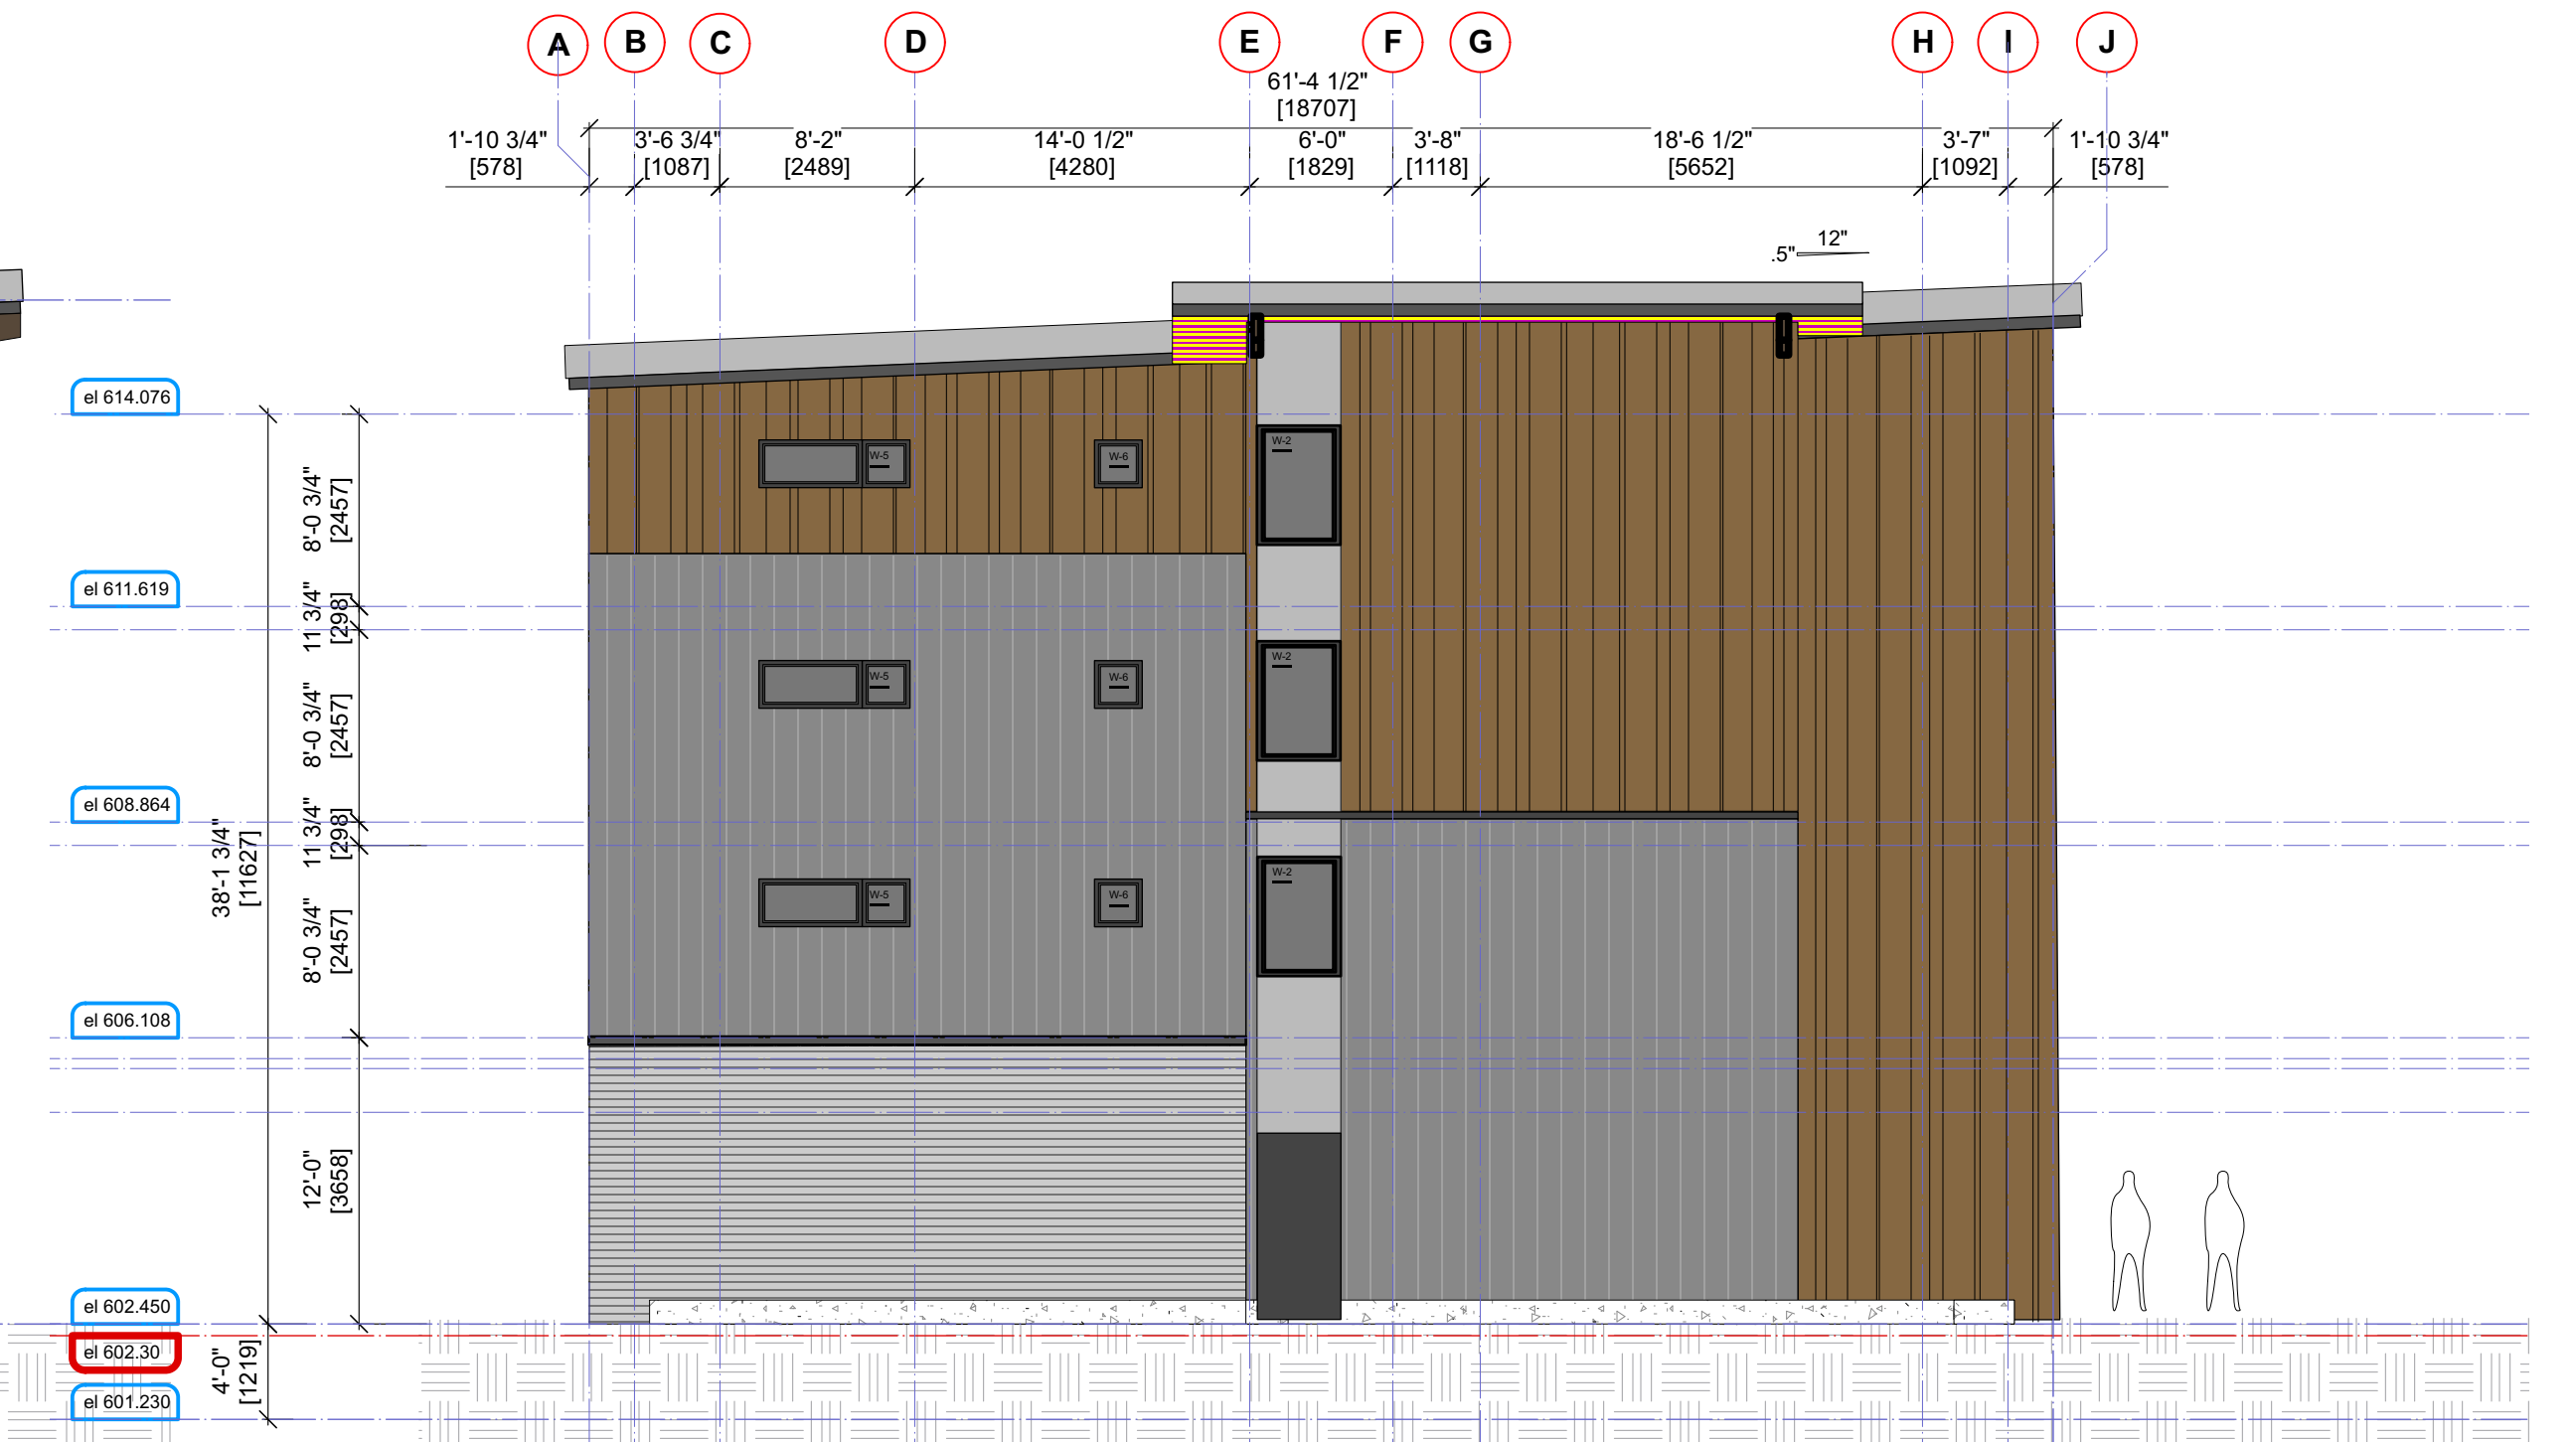 A B C D E F G H I J
61'-4 1/2"
[18707]
1'-10 3/4" 3'-6 3/4" 8'-2" 14'-0 1/2" 6'-0" 3'-8" 18'-6 1/2" 3'-7" 1'-10 3/4"
[578] [1087] [2489] [4280] [1829] [1118] [5652] [1092] [578]
12"
.5"
el 614.076
el 611.619
el 608.864
el 606.108
el 602.450
el 602.30
el 601.230
38'-1 3/4"
[11627]
4'-0"
[1219]
8'-0 3/4"
[2457]
11 3/4"
[298]
8'-0 3/4"
[2457]
11 3/4"
[298]
8'-0 3/4"
[2457]
12'-0"
[3658]
W-5 W-6 W-2
W-5 W-6 W-2
W-5 W-6 W-2